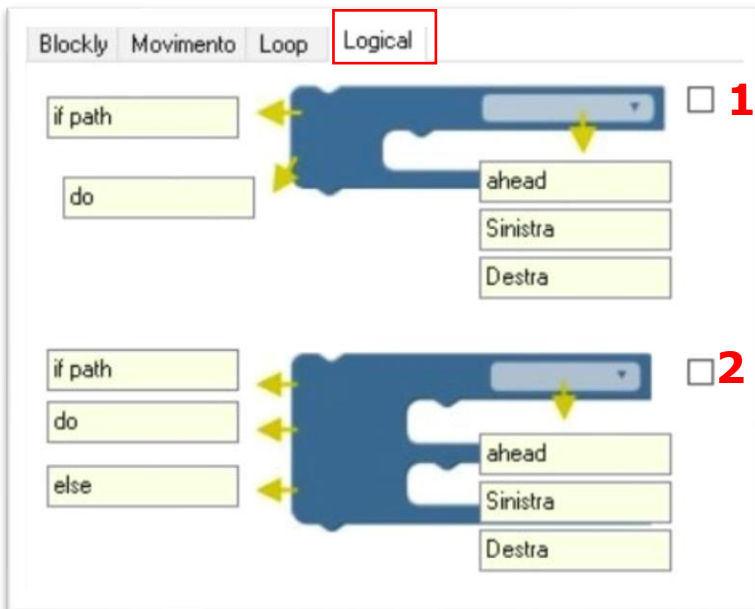 Blockly Movimento Loop Logical
if path
1
do
ahead
Sinistra
Destra
if path
2
do
ahead
else
Sinistra
Destra